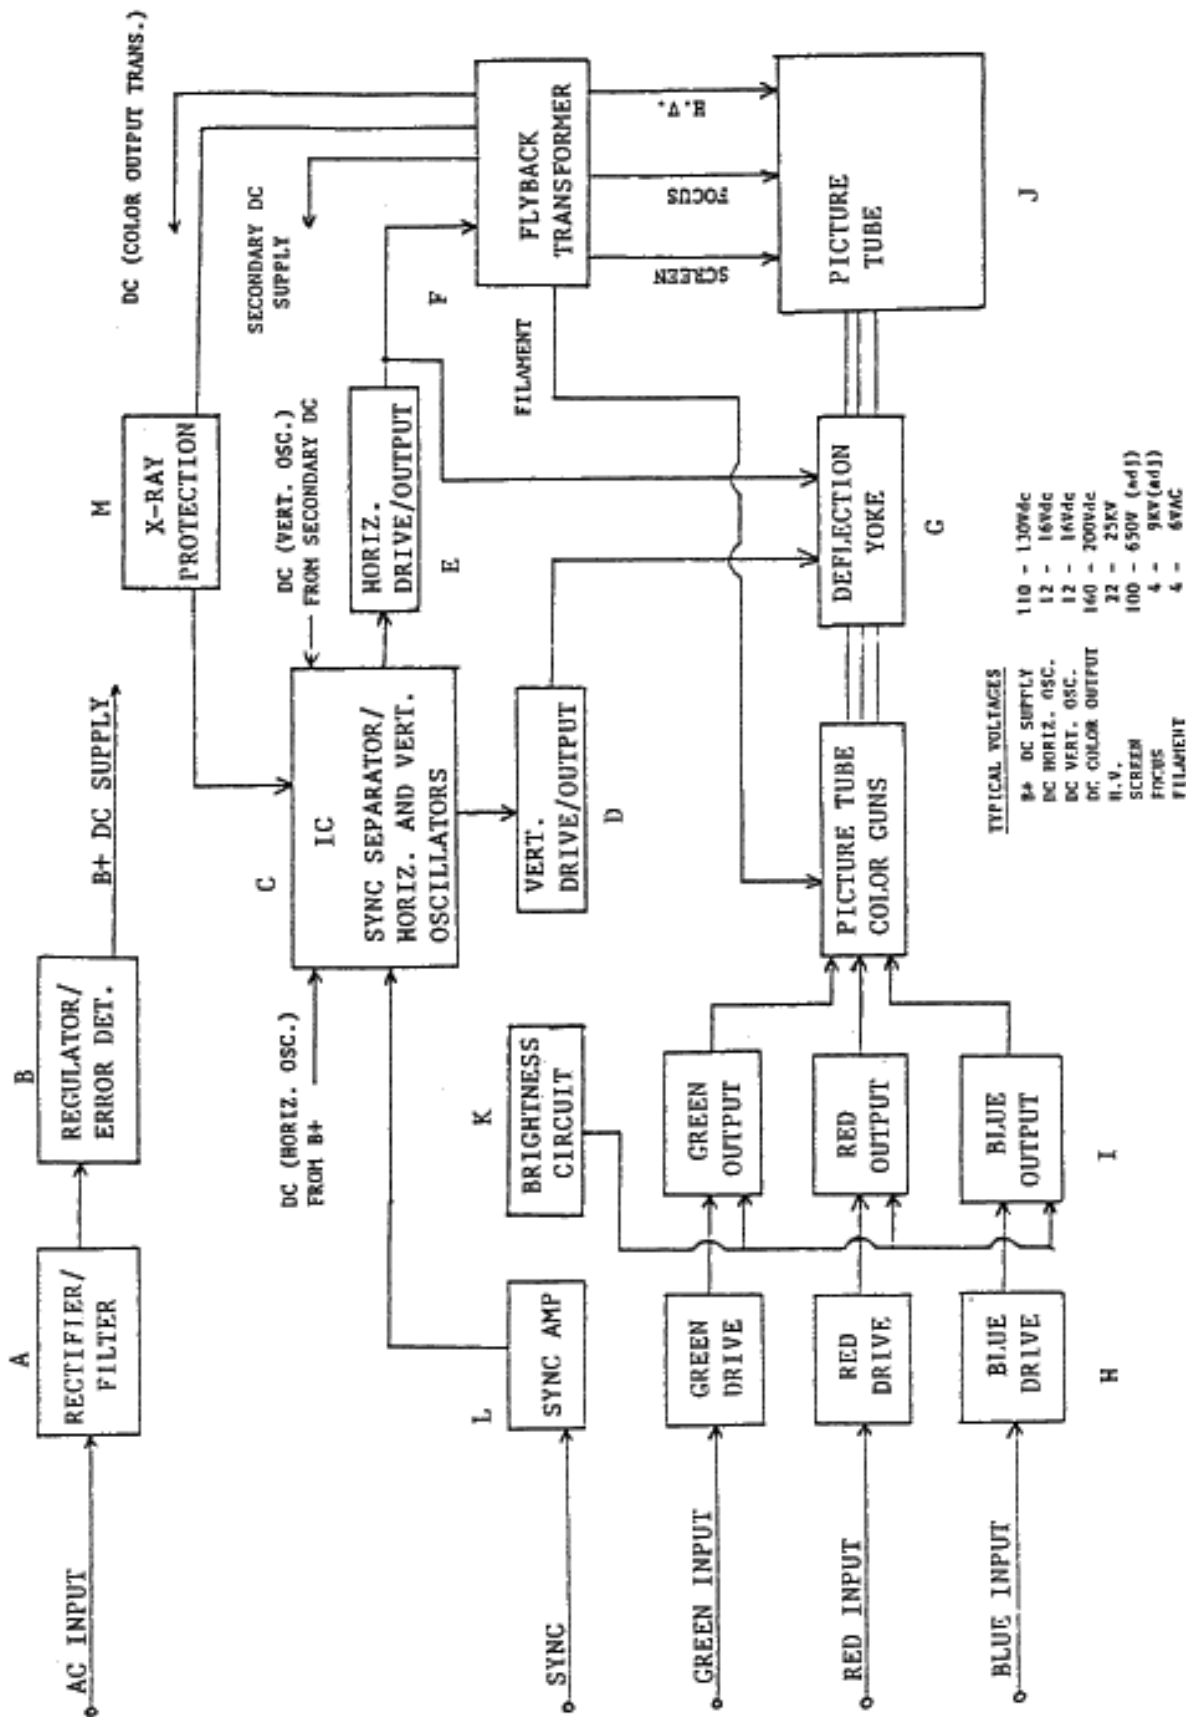 AC INPUT
A
RECTIFIER/
FILTER
B
REGULATOR/
ERROR DET.
B+ DC SUPPLY
M
X-RAY
PROTECTION
DC (COLOR OUTPUT TRANS.)
SECONDARY DC
SUPPLY
DC (HORIZ. OSC.)
FROM B+
C
IC
SYNC SEPARATOR/
HORIZ. AND VERT.
OSCILLATORS
DC (VERT. OSC.)
FROM SECONDARY DC
HORIZ.
DRIVE/OUTPUT
E
F
FLYBACK
TRANSFORMER
FILAMENT
SCREEN
FOCUS
H.V.
SYNC
L
SYNC AMP
K
BRIGHTNESS
CIRCUIT
VERT.
DRIVE/OUTPUT
D
GREEN INPUT
GREEN
DRIVE
GREEN
OUTPUT
RED INPUT
RED
DRIVE
RED
OUTPUT
BLUE INPUT
BLUE
DRIVE
BLUE
OUTPUT
H
I
PICTURE TUBE
COLOR GUNS
DEFLECTION
YOKE
G
PICTURE
TUBE
J
TYPICAL VOLTAGES
B+ DC SUPPLY 110 - 130Vdc
DC HORIZ. OSC. 12 - 16Vdc
DC VERT. OSC. 12 - 16Vdc
DC COLOR OUTPUT 160 - 200Vdc
H.V. 22 - 25KV
SCREEN 100 - 650V (adj)
FOCUS 4 - 9KV(adj)
FILAMENT 4 - 6VAC